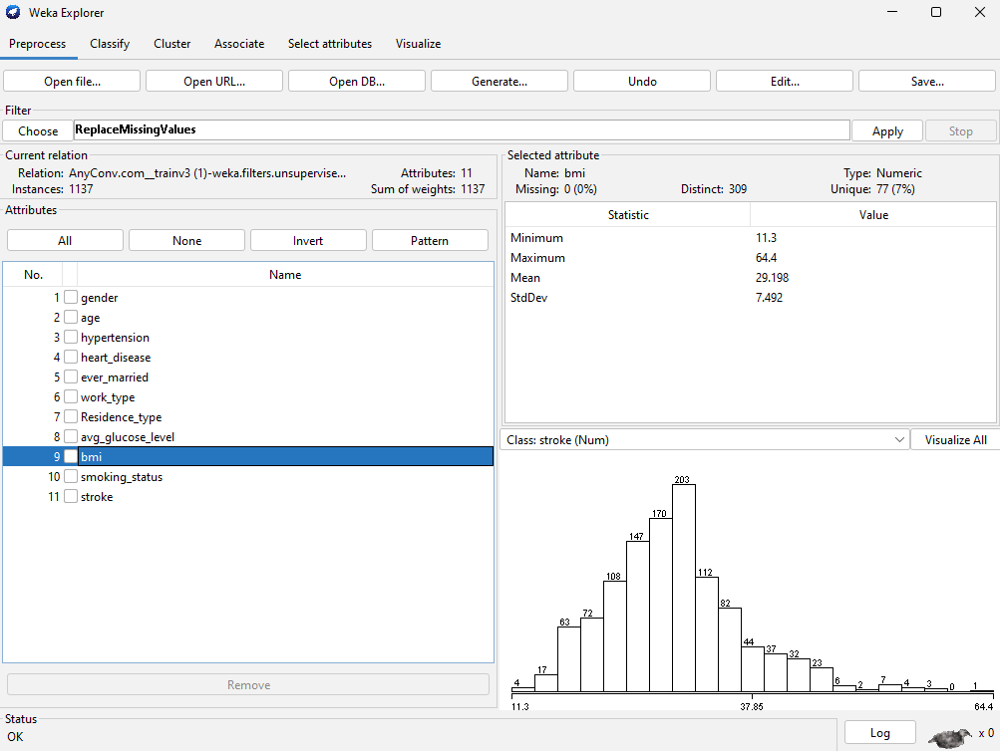 Weka Explorer
Preprocess Classify Cluster Associate Select attributes Visualize
Open file... Open URL... Open DB... Generate... Undo Edit... Save...
Filter
Choose ReplaceMissingValues Apply Stop
Current relation
Relation: AnyConv.com__trainv3 (1)-weka.filters.unsupervise... Attributes: 11
Instances: 1137 Sum of weights: 1137
Attributes
All None Invert Pattern
No. Name
1 gender
2 age
3 hypertension
4 heart_disease
5 ever_married
6 work_type
7 Residence_type
8 avg_glucose_level
9 bmi
10 smoking_status
11 stroke
Remove
Selected attribute
Name: bmi Type: Numeric
Missing: 0 (0%) Distinct: 309 Unique: 77 (7%)
Statistic Value
Minimum 11.3
Maximum 64.4
Mean 29.198
StdDev 7.492
Class: stroke (Num) Visualize All
4 17 63 72 108 147 170 203 112 82 44 37 32 23 6 2 7 4 3 0 1
11.3 37.85 64.4
Status
OK Log x 0